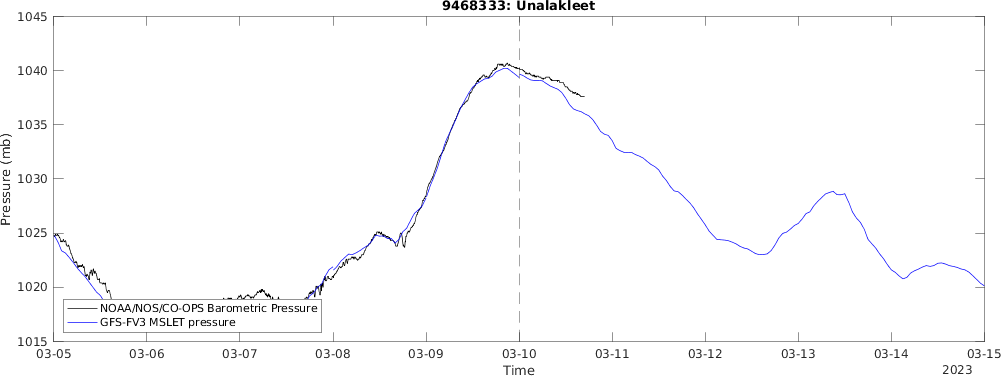 9468333: Unalakleet
1045
1040
1035
1030
1025
1020
1015
Pressure (mb)
NOAA/NOS/CO-OPS Barometric Pressure
GFS-FV3 MSLET pressure
03-05 03-06 03-07 03-08 03-09 03-10 03-11 03-12 03-13 03-14 03-15
Time
2023